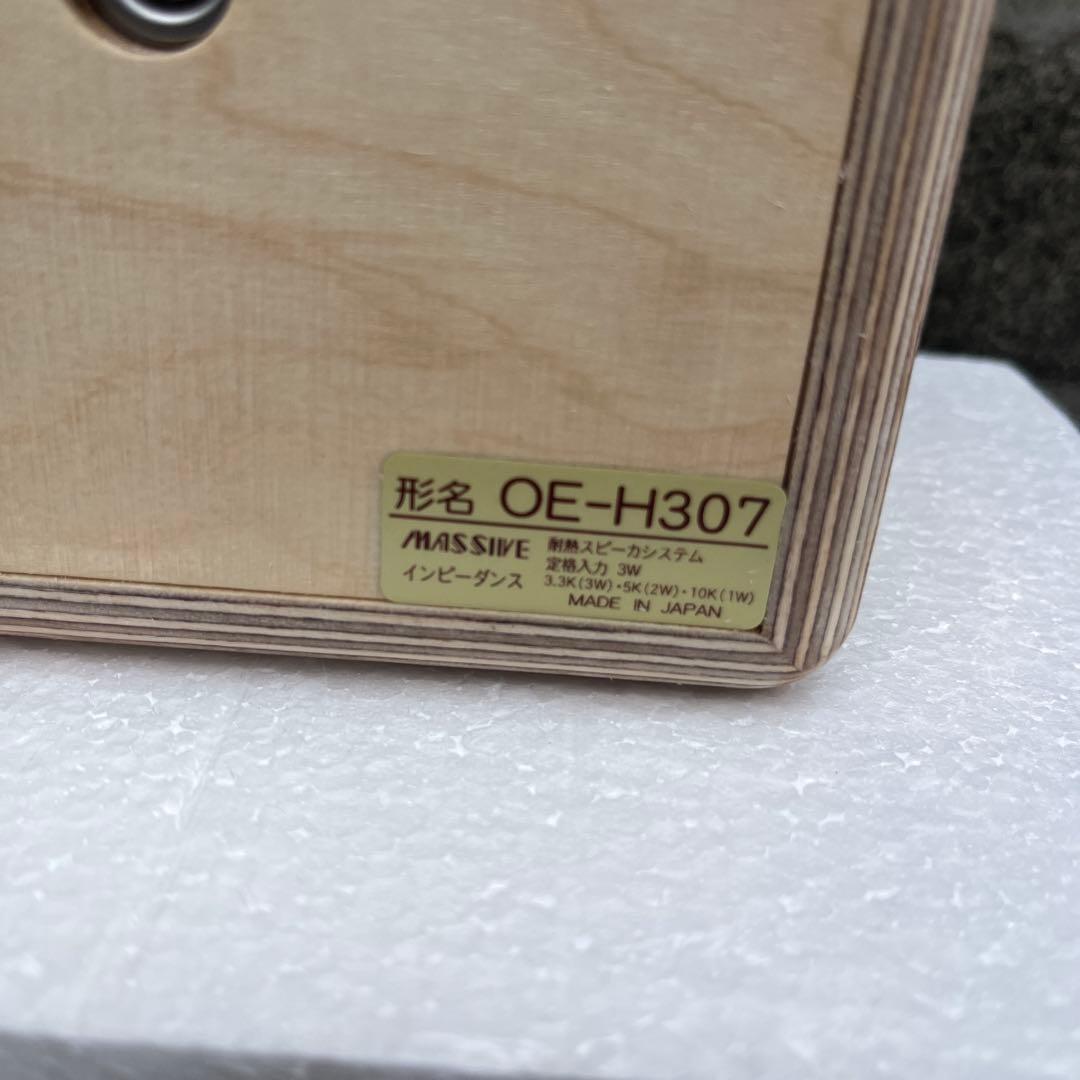 形名 OE-H307
MASSIVE 耐熱スピーカシステム
定格入力 3W
インピーダンス 3.3K(3W)・5K(2W)・10K(1W)
MADE IN JAPAN